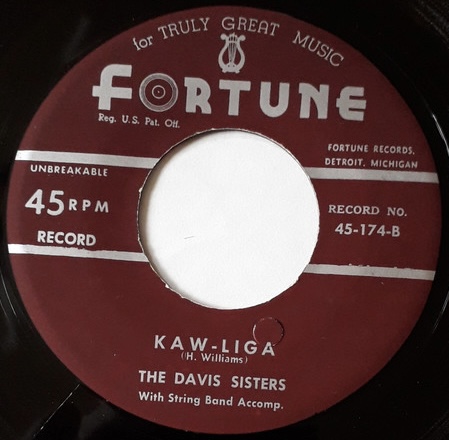 for TRULY GREAT MUSIC
FORTUNE
Reg. U.S. Pat. Off.
FORTUNE RECORDS,
DETROIT, MICHIGAN
UNBREAKABLE
45 RPM
RECORD
RECORD NO.
45-174-B
KAW-LIGA
(H. Williams)
THE DAVIS SISTERS
With String Band Accomp.